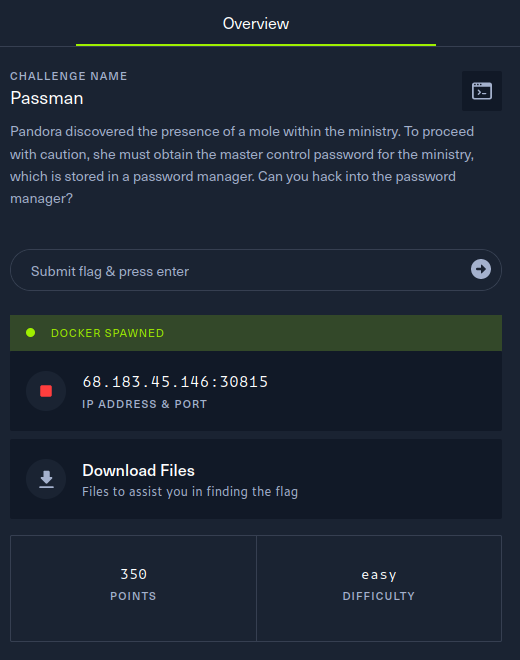 Overview
CHALLENGE NAME
Passman
Pandora discovered the presence of a mole within the ministry. To proceed
with caution, she must obtain the master control password for the ministry,
which is stored in a password manager. Can you hack into the password
manager?
Submit flag & press enter
DOCKER SPAWNED
68.183.45.146:30815
IP ADDRESS & PORT
Download Files
Files to assist you in finding the flag
350
POINTS
easy
DIFFICULTY